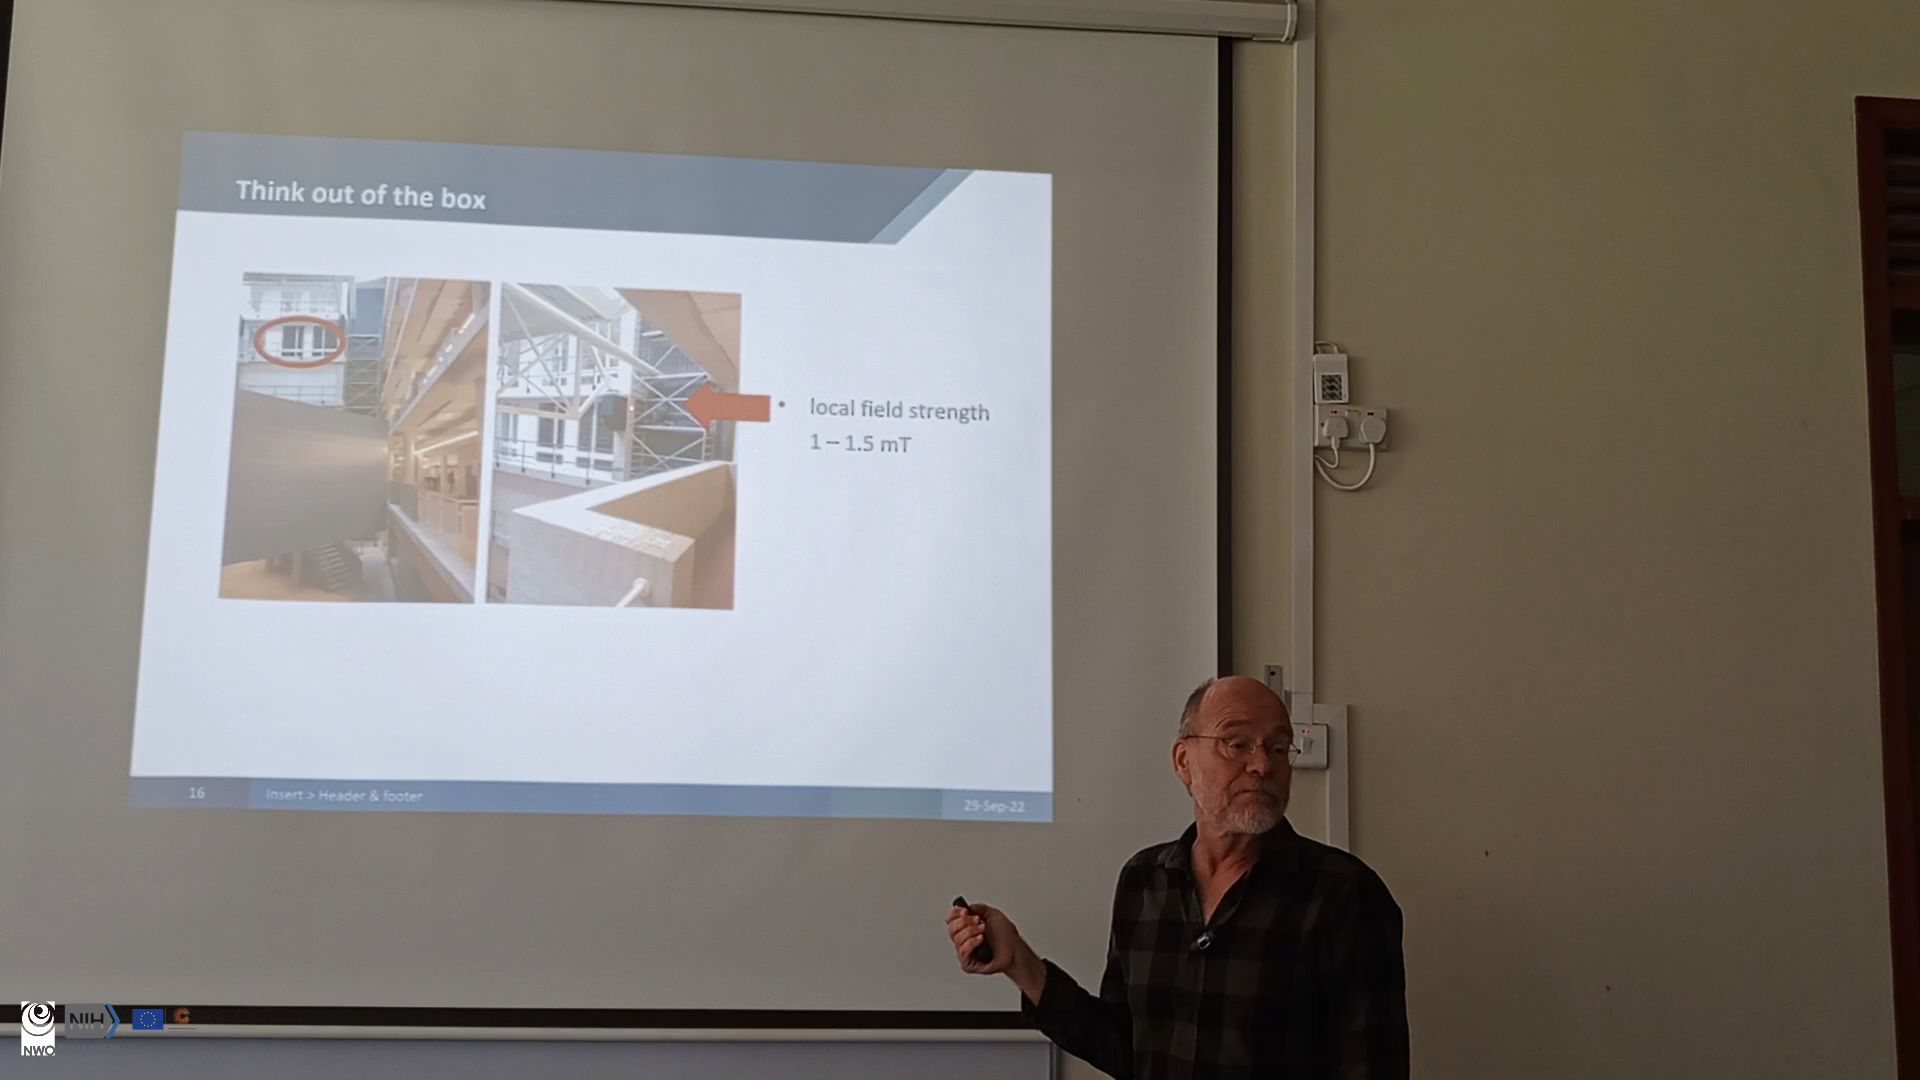 Think out of the box
• local field strength
1 – 1.5 mT
16 Insert > Header & footer 29-Sep-22
NWO NIH